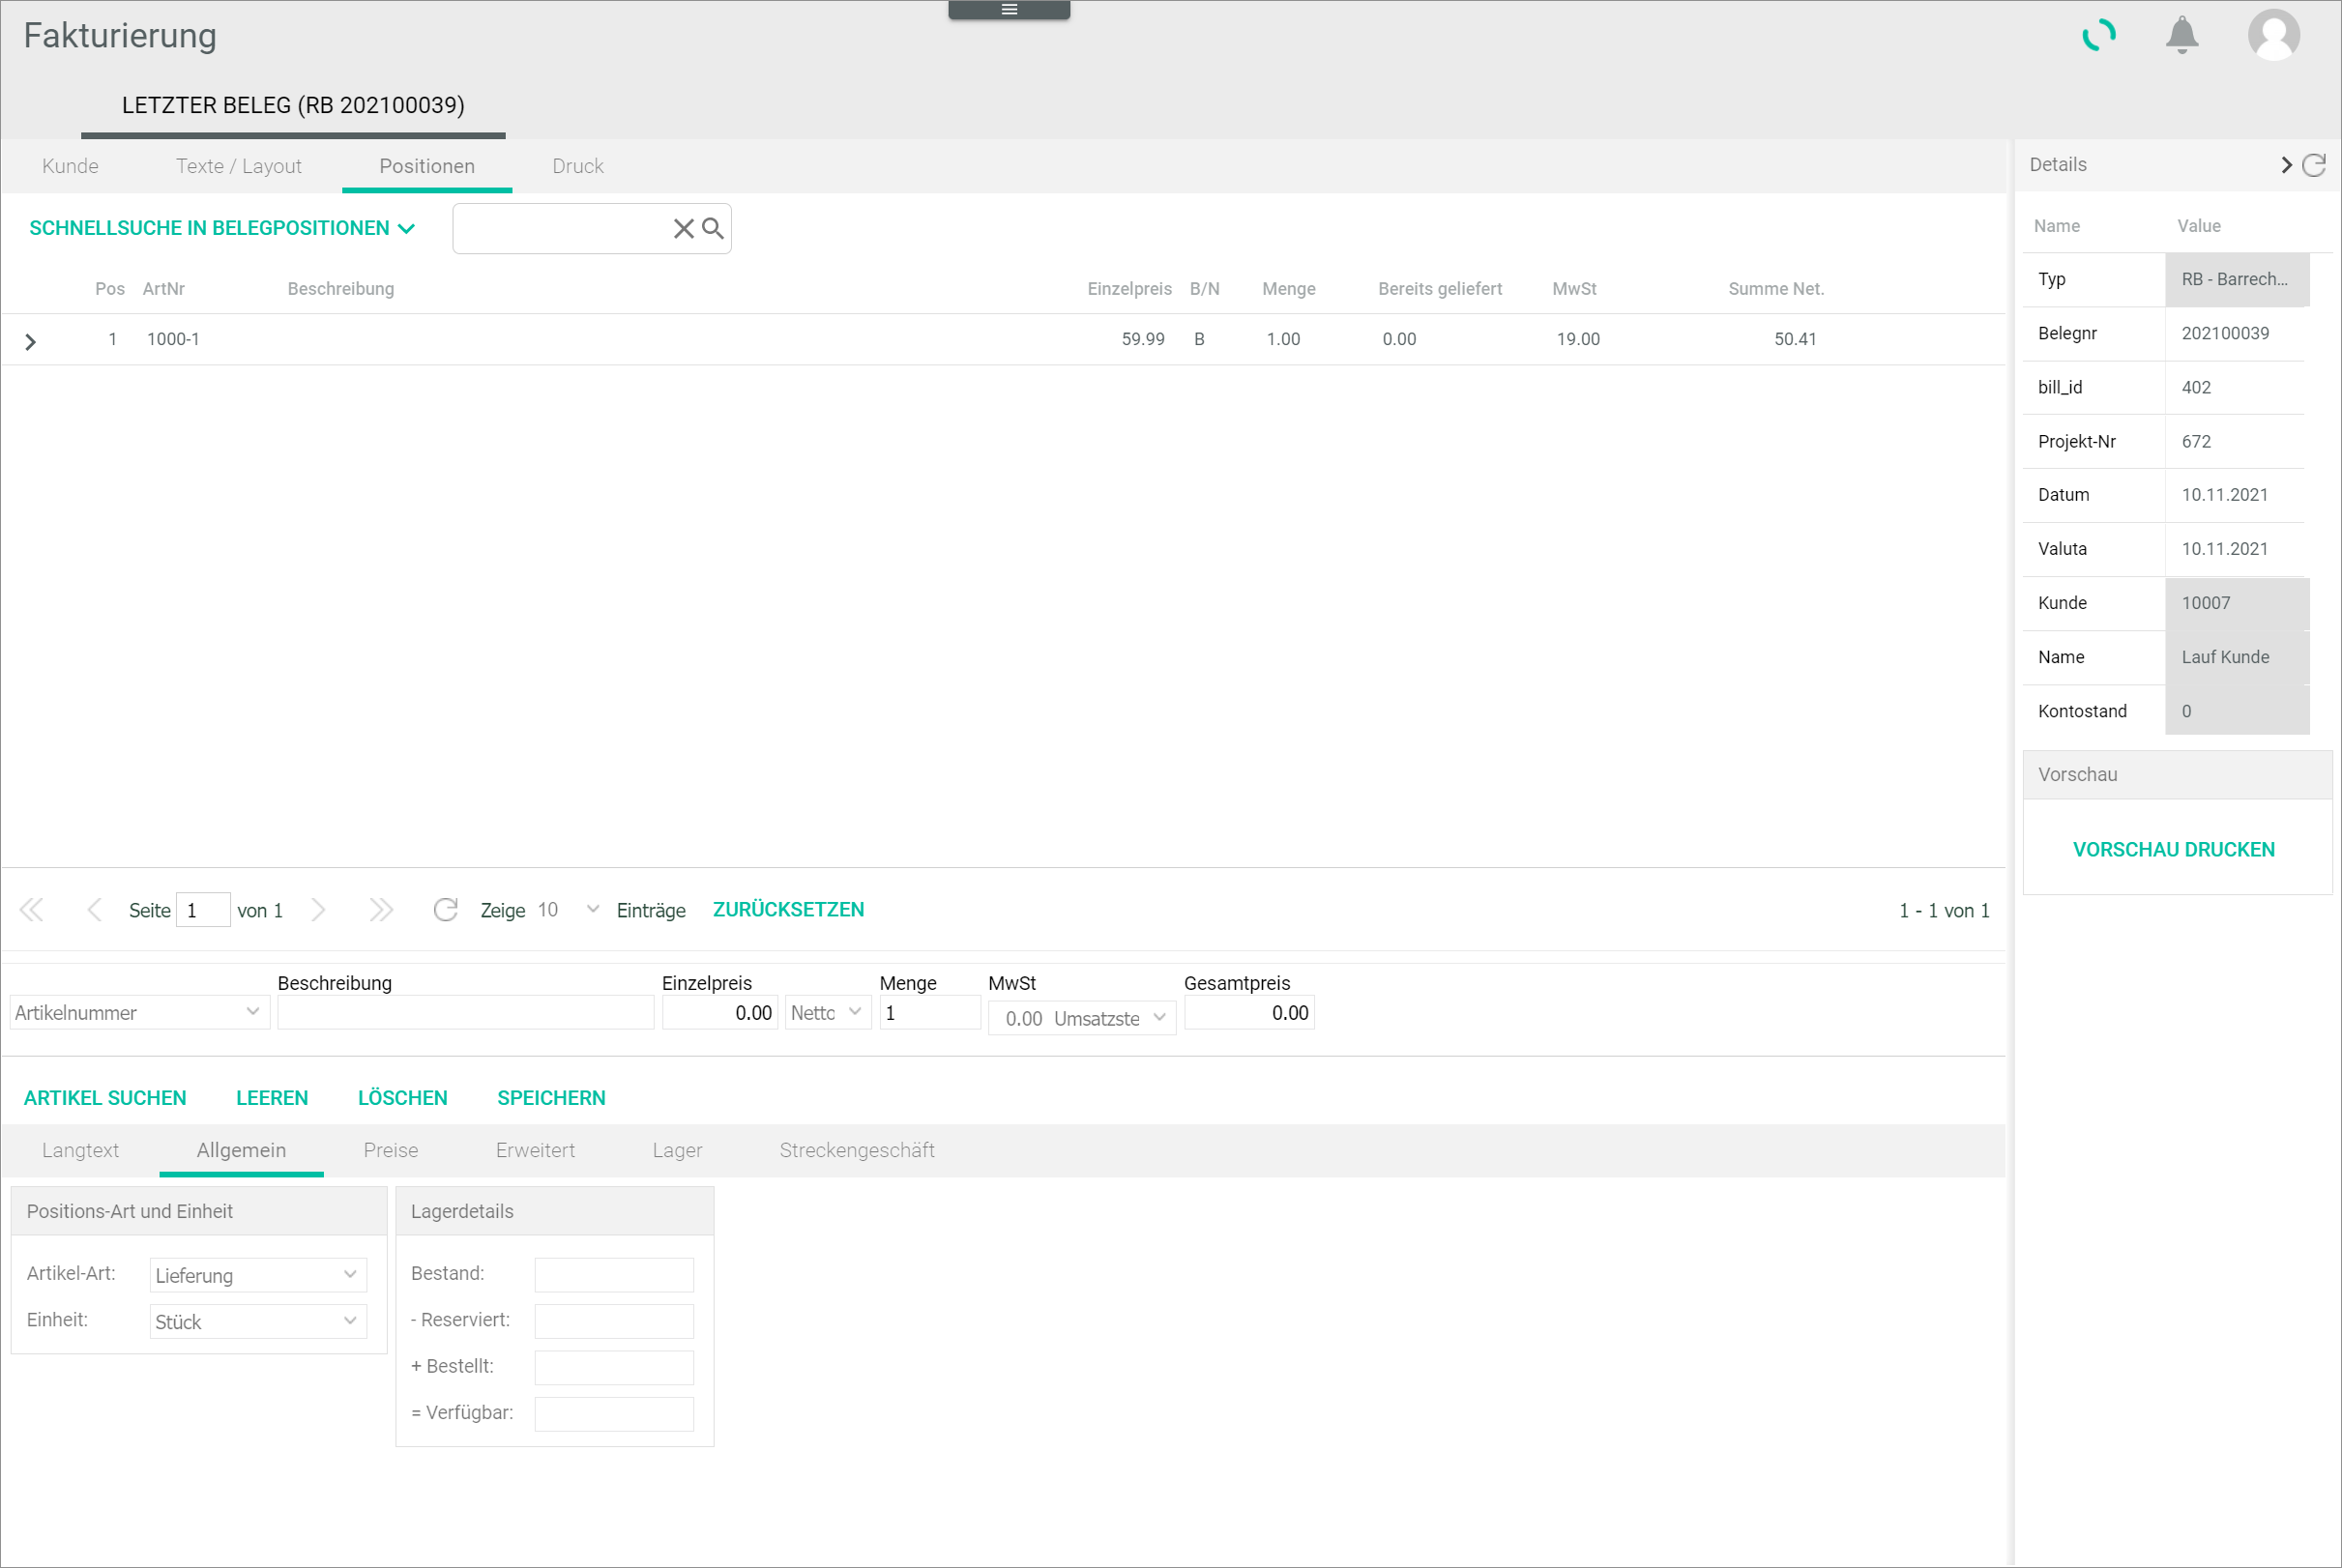 Fakturierung
LETZTER BELEG (RB 202100039)
Kunde Texte / Layout Positionen Druck
SCHNELLSUCHE IN BELEGPOSITIONEN
Pos ArtNr Beschreibung Einzelpreis B/N Menge Bereits geliefert MwSt Summe Net.
1 1000-1 59.99 B 1.00 0.00 19.00 50.41
Seite 1 von 1 Zeige 10 Einträge ZURÜCKSETZEN 1 - 1 von 1
Beschreibung Einzelpreis Menge MwSt Gesamtpreis
Artikelnummer 0.00 Netto 1 0.00 Umsatzste 0.00
ARTIKEL SUCHEN LEEREN LÖSCHEN SPEICHERN
Langtext Allgemein Preise Erweitert Lager Streckengeschäft
Positions-Art und Einheit
Artikel-Art: Lieferung
Einheit: Stück
Lagerdetails
Bestand:
- Reserviert:
+ Bestellt:
= Verfügbar:
Details
Name Value
Typ RB - Barrech...
Belegnr 202100039
bill_id 402
Projekt-Nr 672
Datum 10.11.2021
Valuta 10.11.2021
Kunde 10007
Name Lauf Kunde
Kontostand 0
Vorschau
VORSCHAU DRUCKEN